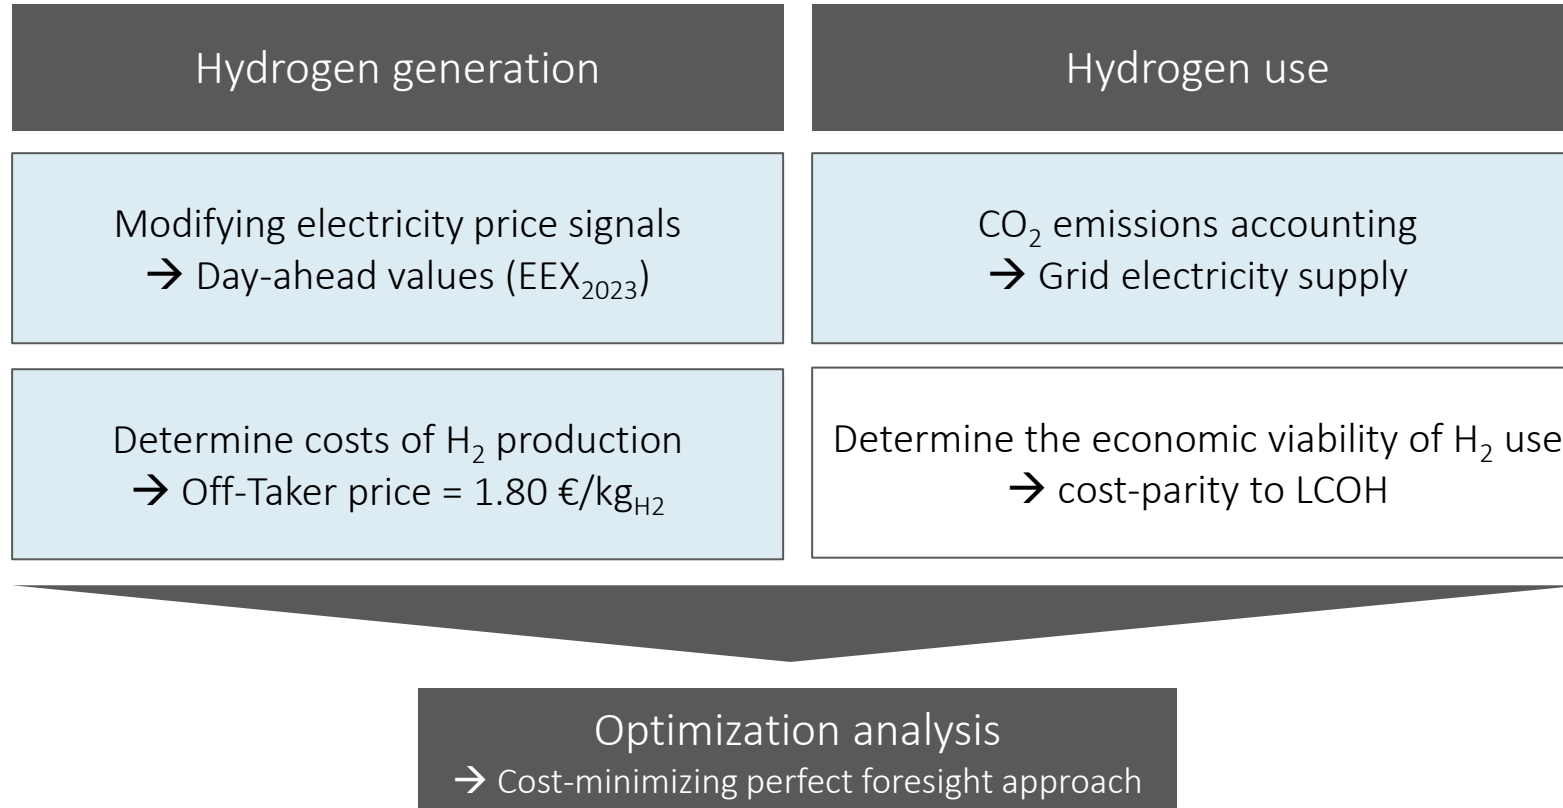 Hydrogen generation
Modifying electricity price signals
→ Day-ahead values (EEX₂₀₂₃)
Determine costs of H₂ production
→ Off-Taker price = 1.80 €/kg_H2
Hydrogen use
CO₂ emissions accounting
→ Grid electricity supply
Determine the economic viability of H₂ use
→ cost-parity to LCOH
Optimization analysis
→ Cost-minimizing perfect foresight approach